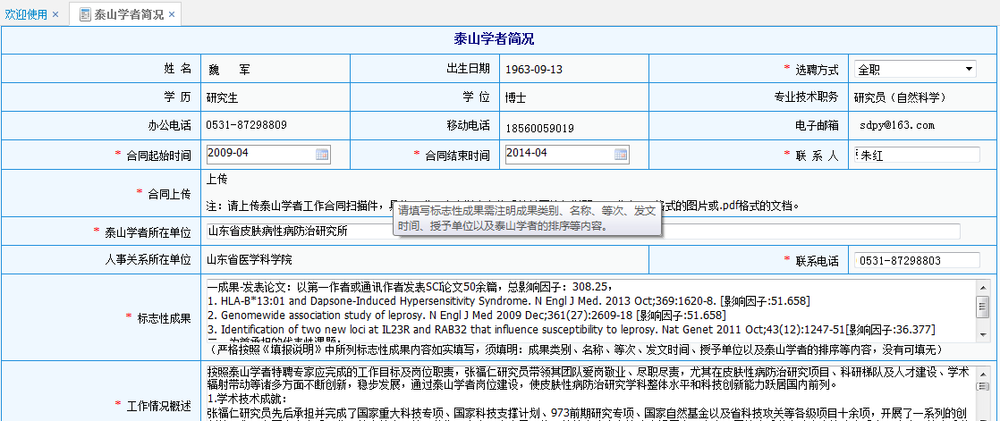 欢迎使用 × 泰山学者简况 ×
泰山学者简况
姓 名 魏 军 出生日期 1963-09-13 * 选聘方式 全职
学 历 研究生 学 位 博士 专业技术职务 研究员（自然科学）
办公电话 0531-87298809 移动电话 18560059019 电子邮箱 sdpy@163.com
* 合同起始时间 2009-04 * 合同结束时间 2014-04 * 联 系 人 朱红
* 合同上传 上传
注：请上传泰山学者工作合同扫描件，
格式的图片或.pdf格式的文档。
请填写标志性成果需注明成果类别、名称、等次、发文
时间、授予单位以及泰山学者的排序等内容。
* 泰山学者所在单位 山东省皮肤病性病防治研究所
人事关系所在单位 山东省医学科学院 * 联系电话 0531-87298803
* 标志性成果
一成果-发表论文：以第一作者或通讯作者发表SCI论文50余篇，总影响因子：308.25，
1. HLA-B*13:01 and Dapsone-Induced Hypersensitivity Syndrome. N Engl J Med. 2013 Oct;369:1620-8. [影响因子:51.658]
2. Genomewide association study of leprosy. N Engl J Med 2009 Dec;361(27):2609-18 [影响因子:51.658]
3. Identification of two new loci at IL23R and RAB32 that influence susceptibility to leprosy. Nat Genet 2011 Oct;43(12):1247-51[影响因子:36.377]
（严格按照《填报说明》中所列标志性成果内容如实填写，须填明：成果类别、名称、等次、发文时间、授予单位以及泰山学者的排序等内容，没有可填无）
* 工作情况概述
按照泰山学者特聘专家应完成的工作目标及岗位职责，张福仁研究员带领其团队爱岗敬业、尽职尽责，尤其在皮肤性病防治研究项目、科研梯队及人才建设、学术
辐射带动等诸多方面不断创新，稳步发展，通过泰山学者岗位建设，使皮肤性病防治研究学科整体水平和科技创新能力跃居国内前列。
1.学术技术成就:
张福仁研究员先后承担并完成了国家重大科技专项、国家科技支撑计划、973前期研究专项、国家自然基金以及省科技攻关等各级项目十余项，开展了一系列的创